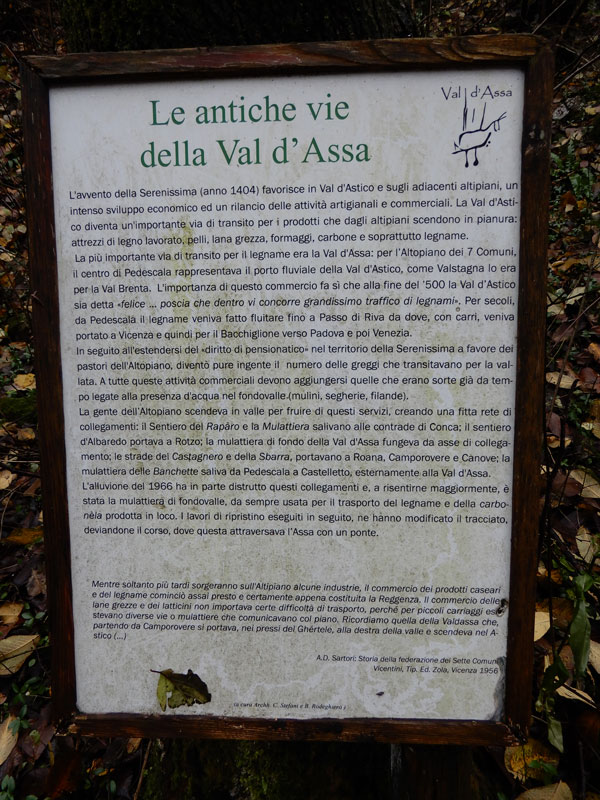 Val d'Assa
Le antiche vie
della Val d'Assa
L'avvento della Serenissima (anno 1404) favorisce in Val d'Astico e sugli adiacenti altipiani, un
intenso sviluppo economico ed un rilancio delle attività artigianali e commerciali. La Val d'Asti-
co diventa un'importante via di transito per i prodotti che dagli altipiani scendono in pianura:
attrezzi di legno lavorato, pelli, lana grezza, formaggi, carbone e soprattutto legname.
La più importante via di transito per il legname era la Val d'Assa: per l'Altopiano dei 7 Comuni,
il centro di Pedescala rappresentava il porto fluviale della Val d'Astico, come Valstagna lo era
per la Val Brenta. L'importanza di questo commercio fa sì che alla fine del '500 la Val d'Astico
sia detta «felice ... poscia che dentro vi concorre grandissimo traffico di legnami». Per secoli,
da Pedescala il legname veniva fatto fluitare fino a Passo di Riva da dove, con carri, veniva
portato a Vicenza e quindi per il Bacchiglione verso Padova e poi Venezia.
In seguito all'estendersi del «diritto di pensionatico» nel territorio della Serenissima a favore dei
pastori dell'Altopiano, diventò pure ingente il numero delle greggi che transitavano per la val-
lata. A tutte queste attività commerciali devono aggiungersi quelle che erano sorte già da tem-
po legate alla presenza d'acqua nel fondovalle.(mulini, segherie, filande).
La gente dell'Altopiano scendeva in valle per fruire di questi servizi, creando una fitta rete di
collegamenti: il Sentiero del Rapàro e la Mulattiera salivano alle contrade di Conca; il sentiero
d'Albaredo portava a Rotzo; la mulattiera di fondo della Val d'Assa fungeva da asse di collega-
mento; le strade del Castagnero e della Sbarra, portavano a Roana, Camporovere e Canove; la
mulattiera delle Banchette saliva da Pedescala a Castelletto, esternamente alla Val d'Assa.
L'alluvione del 1966 ha in parte distrutto questi collegamenti e, a risentirne maggiormente, è
stata la mulattiera di fondovalle, da sempre usata per il trasporto del legname e della carbo-
nèla prodotta in loco. I lavori di ripristino eseguiti in seguito, ne hanno modificato il tracciato,
deviandone il corso, dove questa attraversava l'Assa con un ponte.
Mentre soltanto più tardi sorgeranno sull'Altipiano alcune industrie, il commercio dei prodotti caseari
e del legname cominciò assai presto e certamente appena costituita la Reggenza. Il commercio delle
lane grezze e dei latticini non importava certe difficoltà di trasporto, perché per piccoli carriaggi esi-
stevano diverse vie o mulattiere che comunicavano col piano. Ricordiamo quella della Valdassa che,
partendo da Camporovere si portava, nei pressi del Ghèrtele, alla destra della valle e scendeva nel A-
stico (...)
A.D. Sartori: Storia della federazione dei Sette Comuni
Vicentini, Tip. Ed. Zola, Vicenza 1956
(a cura Archit. C. Stefani e B. Rodeghiero)